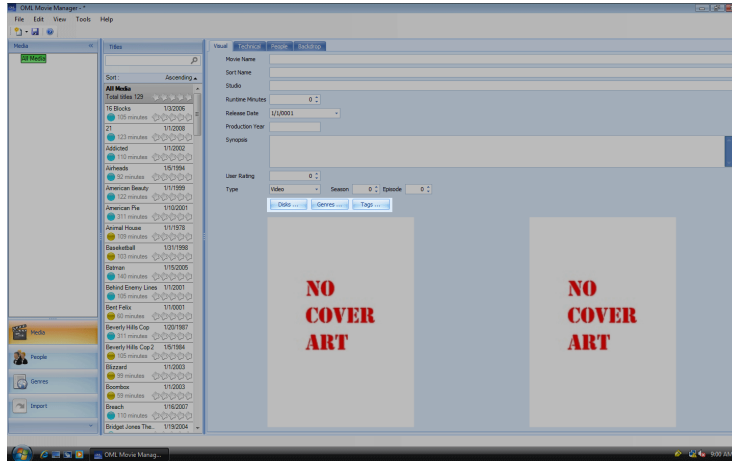 OML Movie Manager - *
File Edit View Tools Help
Media « Titles Visual Technical People Backdrop
All Media
Movie Name
Sort Name
Sort : Ascending
Studio
All Media
Total titles 129
Runtime Minutes 0
16 Blocks 1/3/2006
105 minutes
Release Date 1/1/0001
21 1/1/2008
123 minutes
Production Year
Addicted 1/1/2002
110 minutes
Synopsis
Airheads 1/5/1994
92 minutes
User Rating 0
American Beauty 1/1/1999
122 minutes
Type Video Season 0 Episode 0
American Pie 1/10/2001
311 minutes
Disks ... Genres ... Tags ...
Animal House 1/1/1978
109 minutes
Baseketball 1/31/1998
103 minutes
Batman 1/15/2005
140 minutes
Behind Enemy Lines 1/1/2001
105 minutes
Bent Felix 1/1/0001
60 minutes
Beverly Hills Cop 1/20/1987
311 minutes
Beverly Hills Cop 2 1/5/1984
105 minutes
Blizzard 1/1/2003
99 minutes
Boombox 1/1/2003
59 minutes
Breach 1/16/2007
110 minutes
Bridget Jones The.. 1/19/2004
NO
COVER
ART
NO
COVER
ART
Media
People
Genres
Import
OML Movie Manag... 9:00 AM